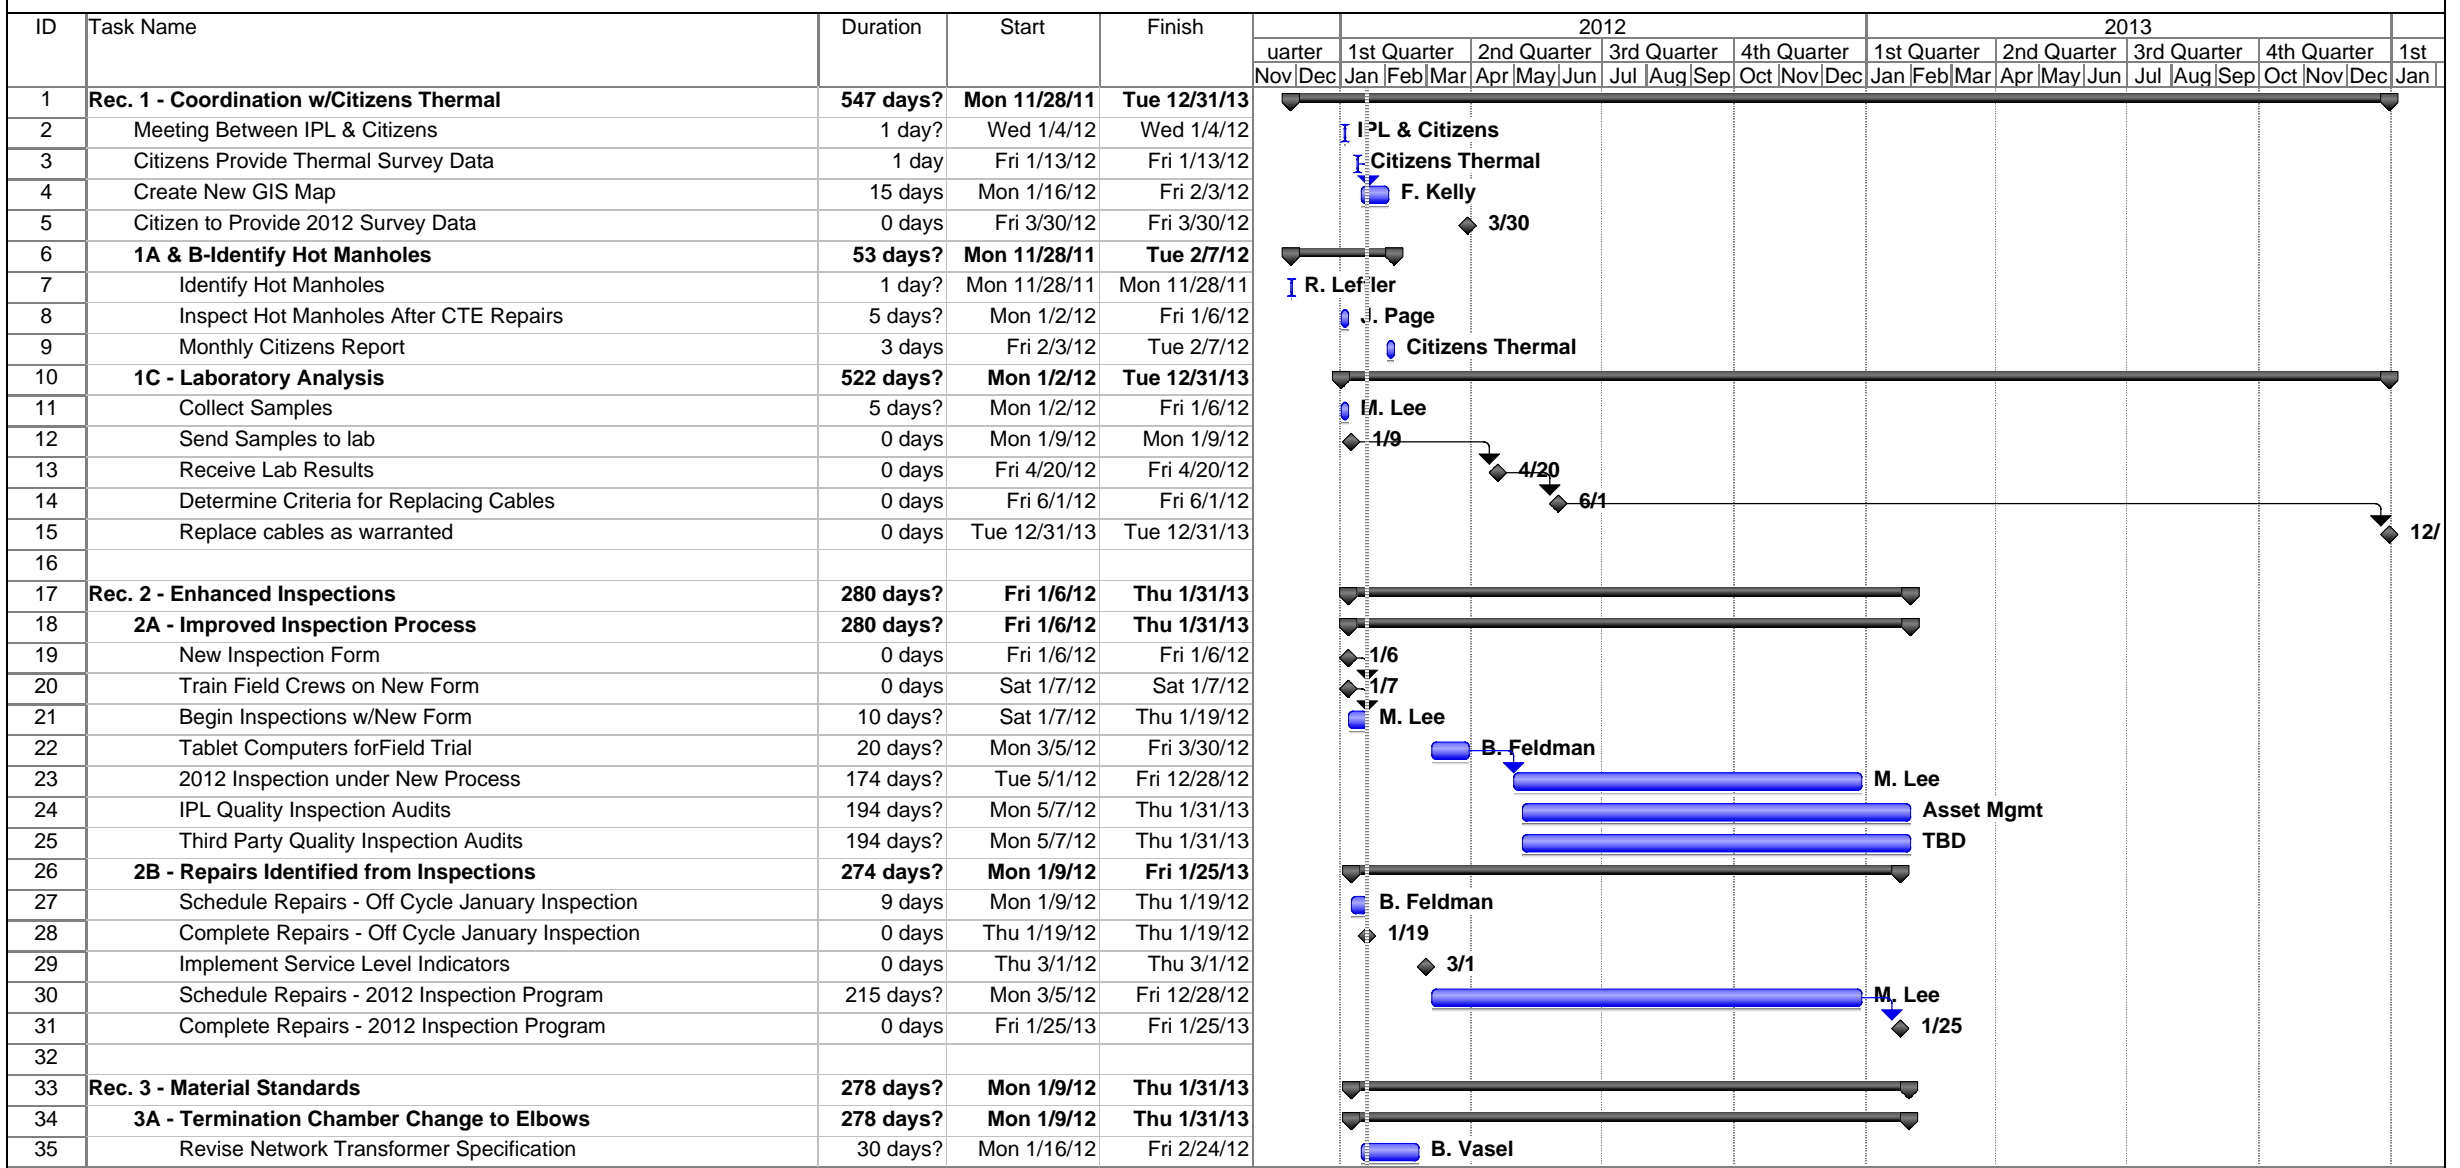 ID Task Name Duration Start Finish 2012 2013
uarter 1st Quarter 2nd Quarter 3rd Quarter 4th Quarter 1st Quarter 2nd Quarter 3rd Quarter 4th Quarter 1st
Nov Dec Jan Feb Mar Apr May Jun Jul Aug Sep Oct Nov Dec Jan Feb Mar Apr May Jun Jul Aug Sep Oct Nov Dec Jan
1 Rec. 1 - Coordination w/Citizens Thermal 547 days? Mon 11/28/11 Tue 12/31/13
2 Meeting Between IPL & Citizens 1 day? Wed 1/4/12 Wed 1/4/12 IPL & Citizens
3 Citizens Provide Thermal Survey Data 1 day Fri 1/13/12 Fri 1/13/12 Citizens Thermal
4 Create New GIS Map 15 days Mon 1/16/12 Fri 2/3/12 F. Kelly
5 Citizen to Provide 2012 Survey Data 0 days Fri 3/30/12 Fri 3/30/12 3/30
6 1A & B-Identify Hot Manholes 53 days? Mon 11/28/11 Tue 2/7/12
7 Identify Hot Manholes 1 day? Mon 11/28/11 Mon 11/28/11 R. Leffler
8 Inspect Hot Manholes After CTE Repairs 5 days? Mon 1/2/12 Fri 1/6/12 J. Page
9 Monthly Citizens Report 3 days Fri 2/3/12 Tue 2/7/12 Citizens Thermal
10 1C - Laboratory Analysis 522 days? Mon 1/2/12 Tue 12/31/13
11 Collect Samples 5 days? Mon 1/2/12 Fri 1/6/12 M. Lee
12 Send Samples to lab 0 days Mon 1/9/12 Mon 1/9/12 1/9
13 Receive Lab Results 0 days Fri 4/20/12 Fri 4/20/12 4/20
14 Determine Criteria for Replacing Cables 0 days Fri 6/1/12 Fri 6/1/12 6/1
15 Replace cables as warranted 0 days Tue 12/31/13 Tue 12/31/13 12/
16
17 Rec. 2 - Enhanced Inspections 280 days? Fri 1/6/12 Thu 1/31/13
18 2A - Improved Inspection Process 280 days? Fri 1/6/12 Thu 1/31/13
19 New Inspection Form 0 days Fri 1/6/12 Fri 1/6/12 1/6
20 Train Field Crews on New Form 0 days Sat 1/7/12 Sat 1/7/12 1/7
21 Begin Inspections w/New Form 10 days? Sat 1/7/12 Thu 1/19/12 M. Lee
22 Tablet Computers forField Trial 20 days? Mon 3/5/12 Fri 3/30/12 B. Feldman
23 2012 Inspection under New Process 174 days? Tue 5/1/12 Fri 12/28/12 M. Lee
24 IPL Quality Inspection Audits 194 days? Mon 5/7/12 Thu 1/31/13 Asset Mgmt
25 Third Party Quality Inspection Audits 194 days? Mon 5/7/12 Thu 1/31/13 TBD
26 2B - Repairs Identified from Inspections 274 days? Mon 1/9/12 Fri 1/25/13
27 Schedule Repairs - Off Cycle January Inspection 9 days Mon 1/9/12 Thu 1/19/12 B. Feldman
28 Complete Repairs - Off Cycle January Inspection 0 days Thu 1/19/12 Thu 1/19/12 1/19
29 Implement Service Level Indicators 0 days Thu 3/1/12 Thu 3/1/12 3/1
30 Schedule Repairs - 2012 Inspection Program 215 days? Mon 3/5/12 Fri 12/28/12 M. Lee
31 Complete Repairs - 2012 Inspection Program 0 days Fri 1/25/13 Fri 1/25/13 1/25
32
33 Rec. 3 - Material Standards 278 days? Mon 1/9/12 Thu 1/31/13
34 3A - Termination Chamber Change to Elbows 278 days? Mon 1/9/12 Thu 1/31/13
35 Revise Network Transformer Specification 30 days? Mon 1/16/12 Fri 2/24/12 B. Vasel